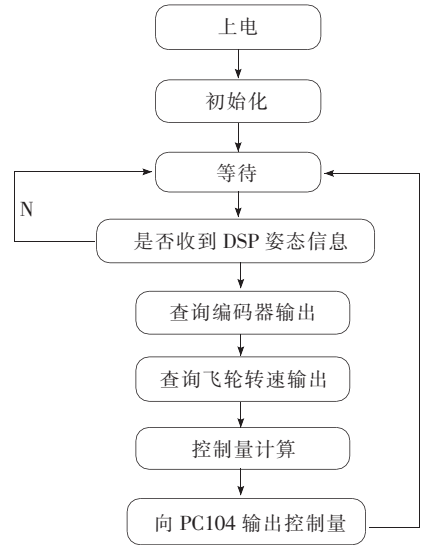 上电
初始化
等待
N
是否收到 DSP 姿态信息
查询编码器输出
查询飞轮转速输出
控制量计算
向 PC104 输出控制量